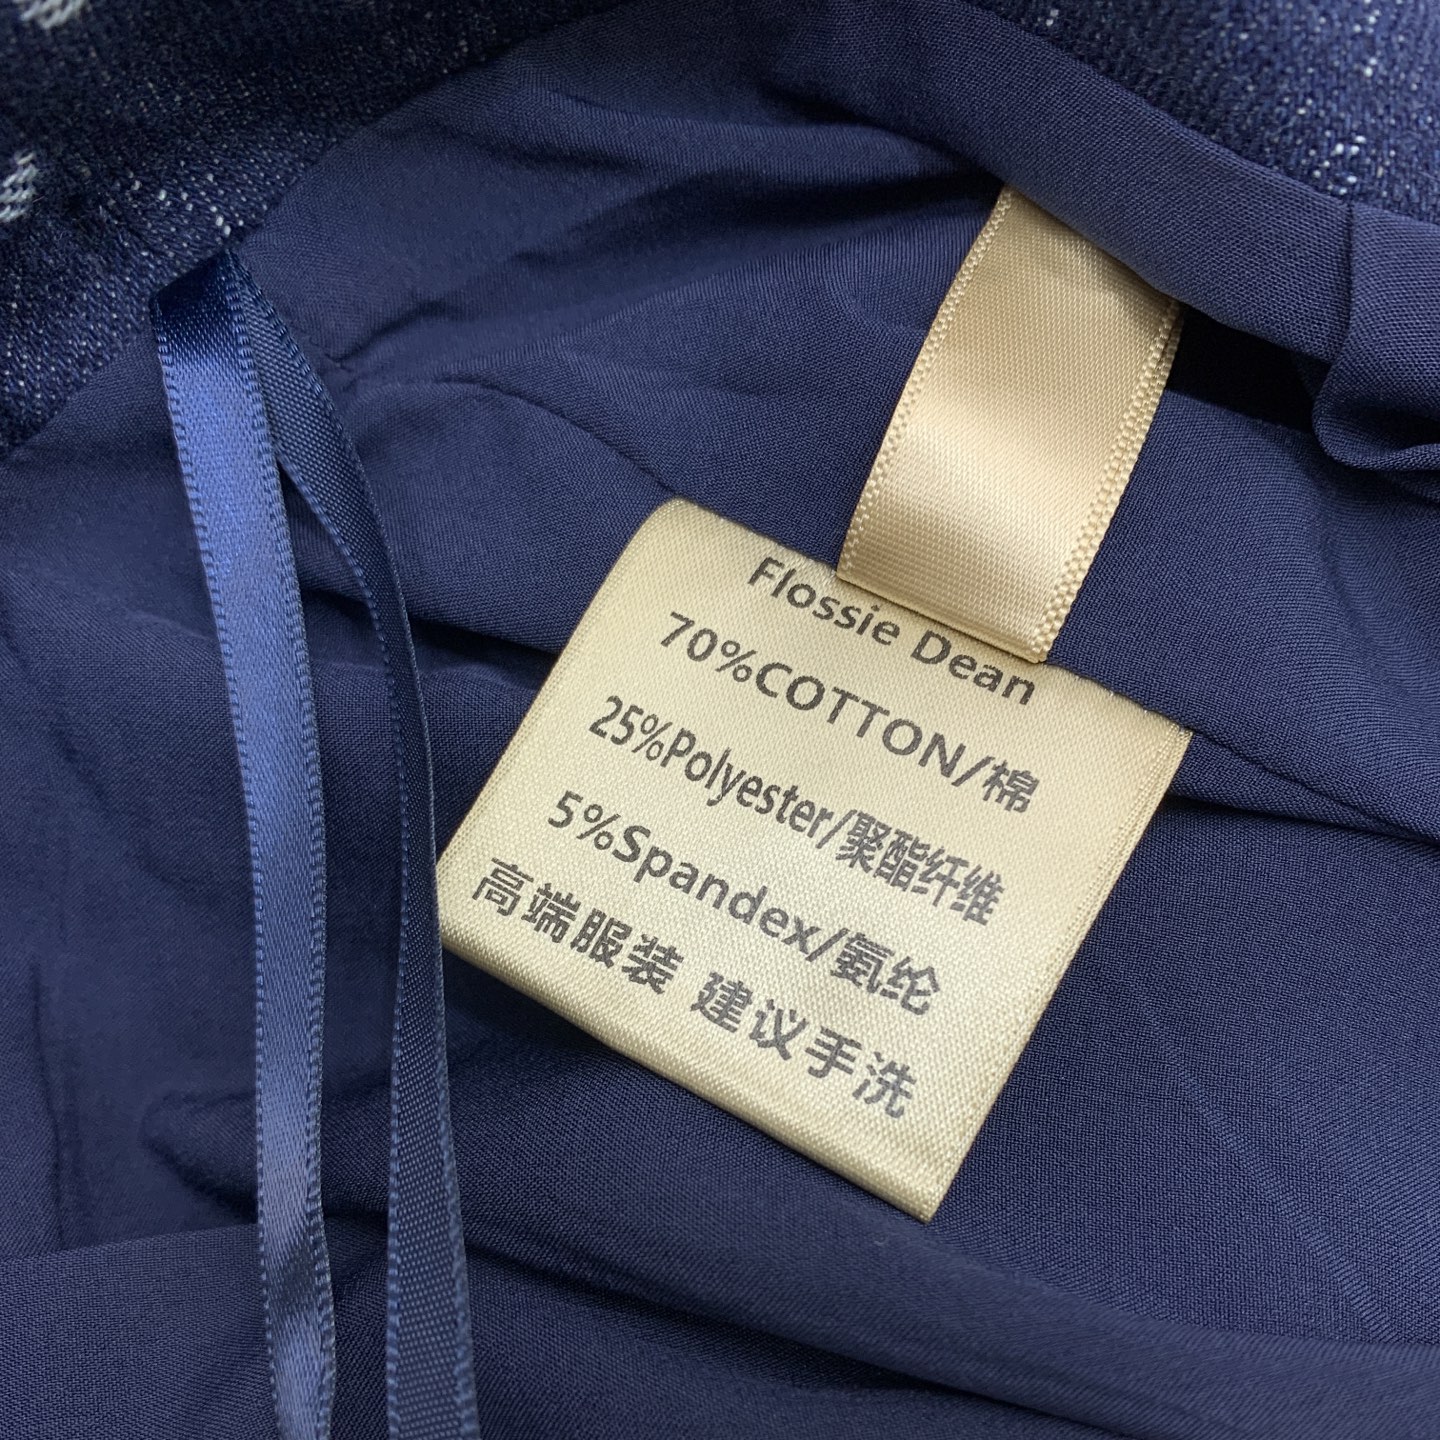 Flossie Dean
70%COTTON/棉
25%Polyester/聚酯纤维
5%Spandex/氨纶
高端服装 建议手洗